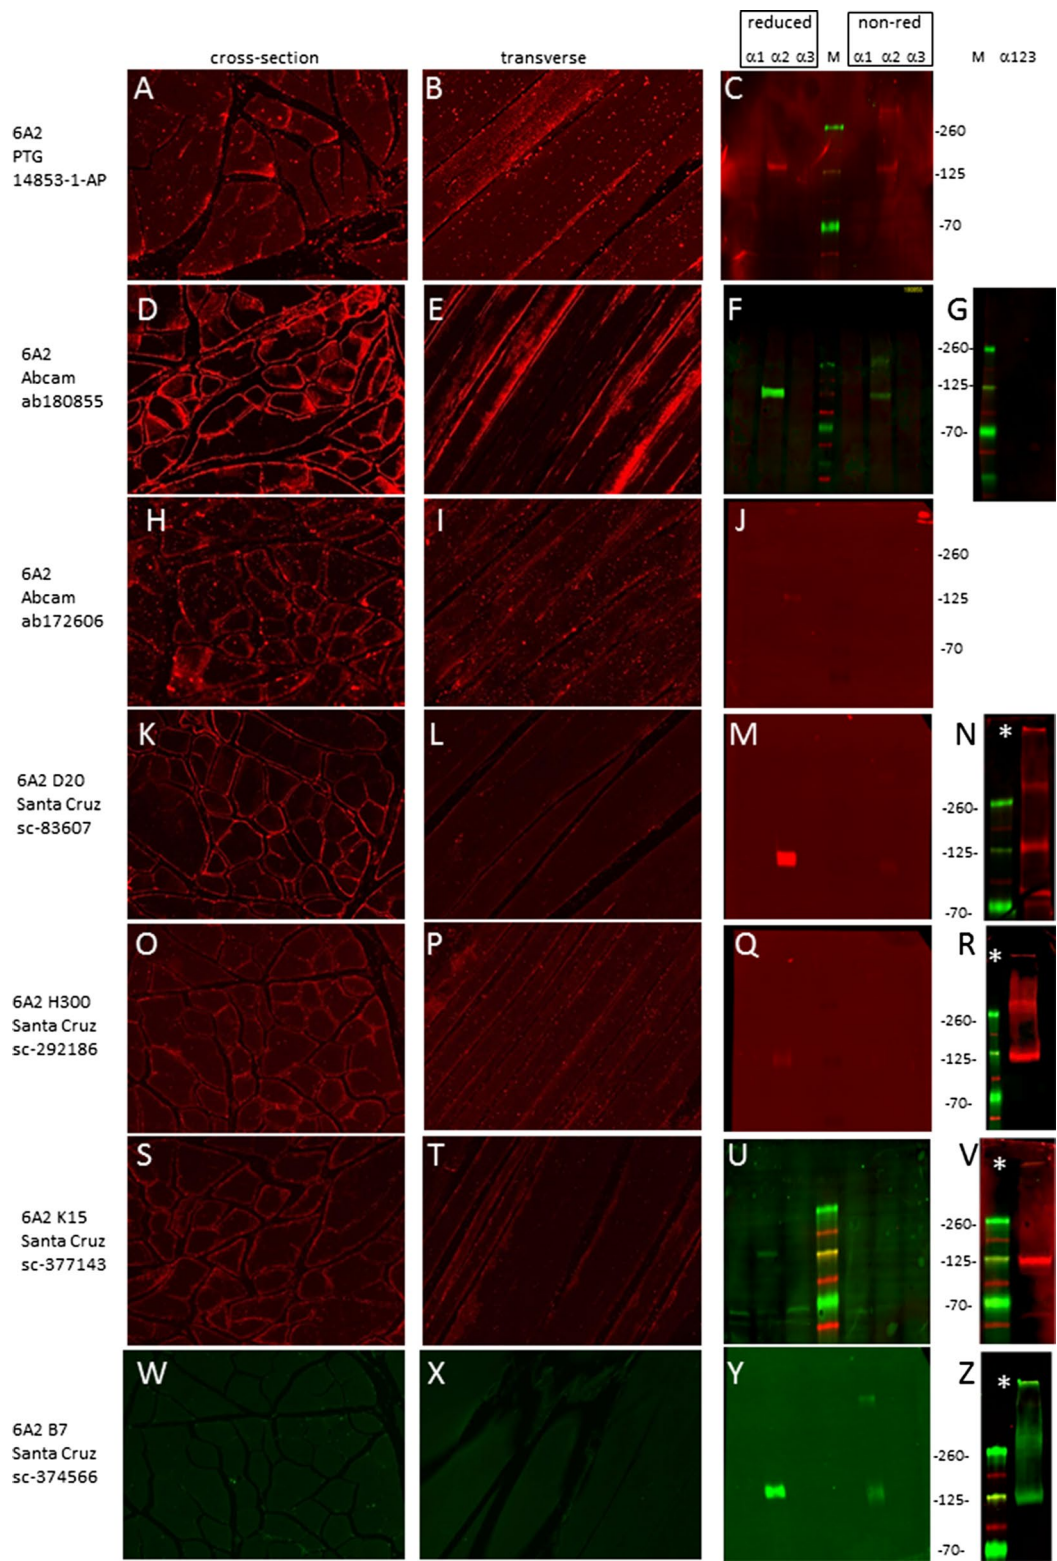 reduced non-red
cross-section transverse α1 α2 α3 M α1 α2 α3 M α123
A B C
6A2
PTG
14853-1-AP
-260
-125
-70
D E F G
6A2
Abcam
ab180855
-260-
-125-
-70-
H I J
6A2
Abcam
ab172606
-260
-125
-70
K L M N *
6A2 D20
Santa Cruz
sc-83607
-260-
-125-
-70-
O P Q R *
6A2 H300
Santa Cruz
sc-292186
-260-
-125-
-70-
S T U V *
6A2 K15
Santa Cruz
sc-377143
-260-
-125-
-70-
W X Y Z *
6A2 B7
Santa Cruz
sc-374566
-260-
-125-
-70-